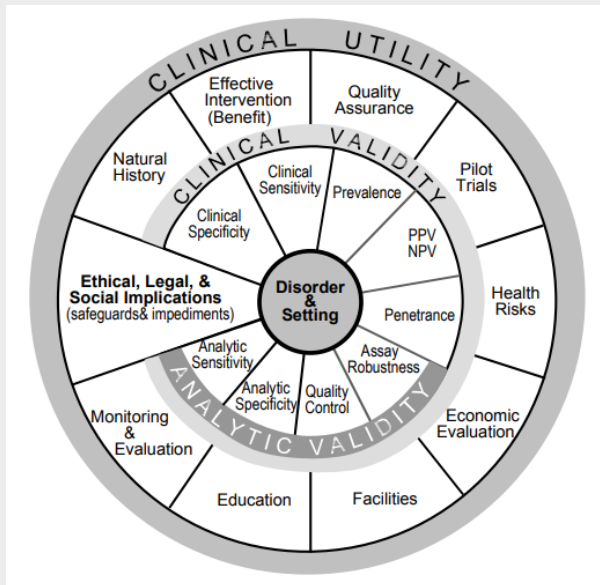 CLINICAL UTILITY
Effective
Intervention
(Benefit)
Quality
Assurance
Pilot
Trials
Health
Risks
Economic
Evaluation
Facilities
Education
Monitoring
&
Evaluation
Ethical, Legal, &
Social Implications
(safeguards& impediments)
Natural
History
CLINICAL VALIDITY
Clinical
Specificity
Clinical
Sensitivity
Prevalence
PPV
NPV
Penetrance
Disorder
&
Setting
Assay
Robustness
Quality
Control
Analytic
Specificity
Analytic
Sensitivity
ANALYTIC VALIDITY